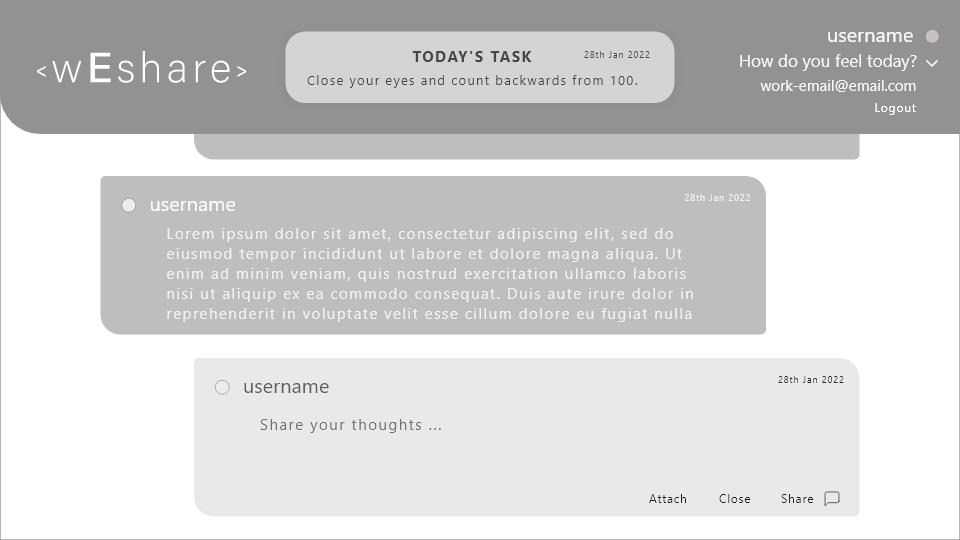 <wEshare>
TODAY'S TASK
28th Jan 2022
Close your eyes and count backwards from 100.
username
How do you feel today?
work-email@email.com
Logout
username
28th Jan 2022
Lorem ipsum dolor sit amet, consectetur adipiscing elit, sed do
eiusmod tempor incididunt ut labore et dolore magna aliqua. Ut
enim ad minim veniam, quis nostrud exercitation ullamco laboris
nisi ut aliquip ex ea commodo consequat. Duis aute irure dolor in
reprehenderit in voluptate velit esse cillum dolore eu fugiat nulla
username
28th Jan 2022
Share your thoughts ...
Attach
Close
Share